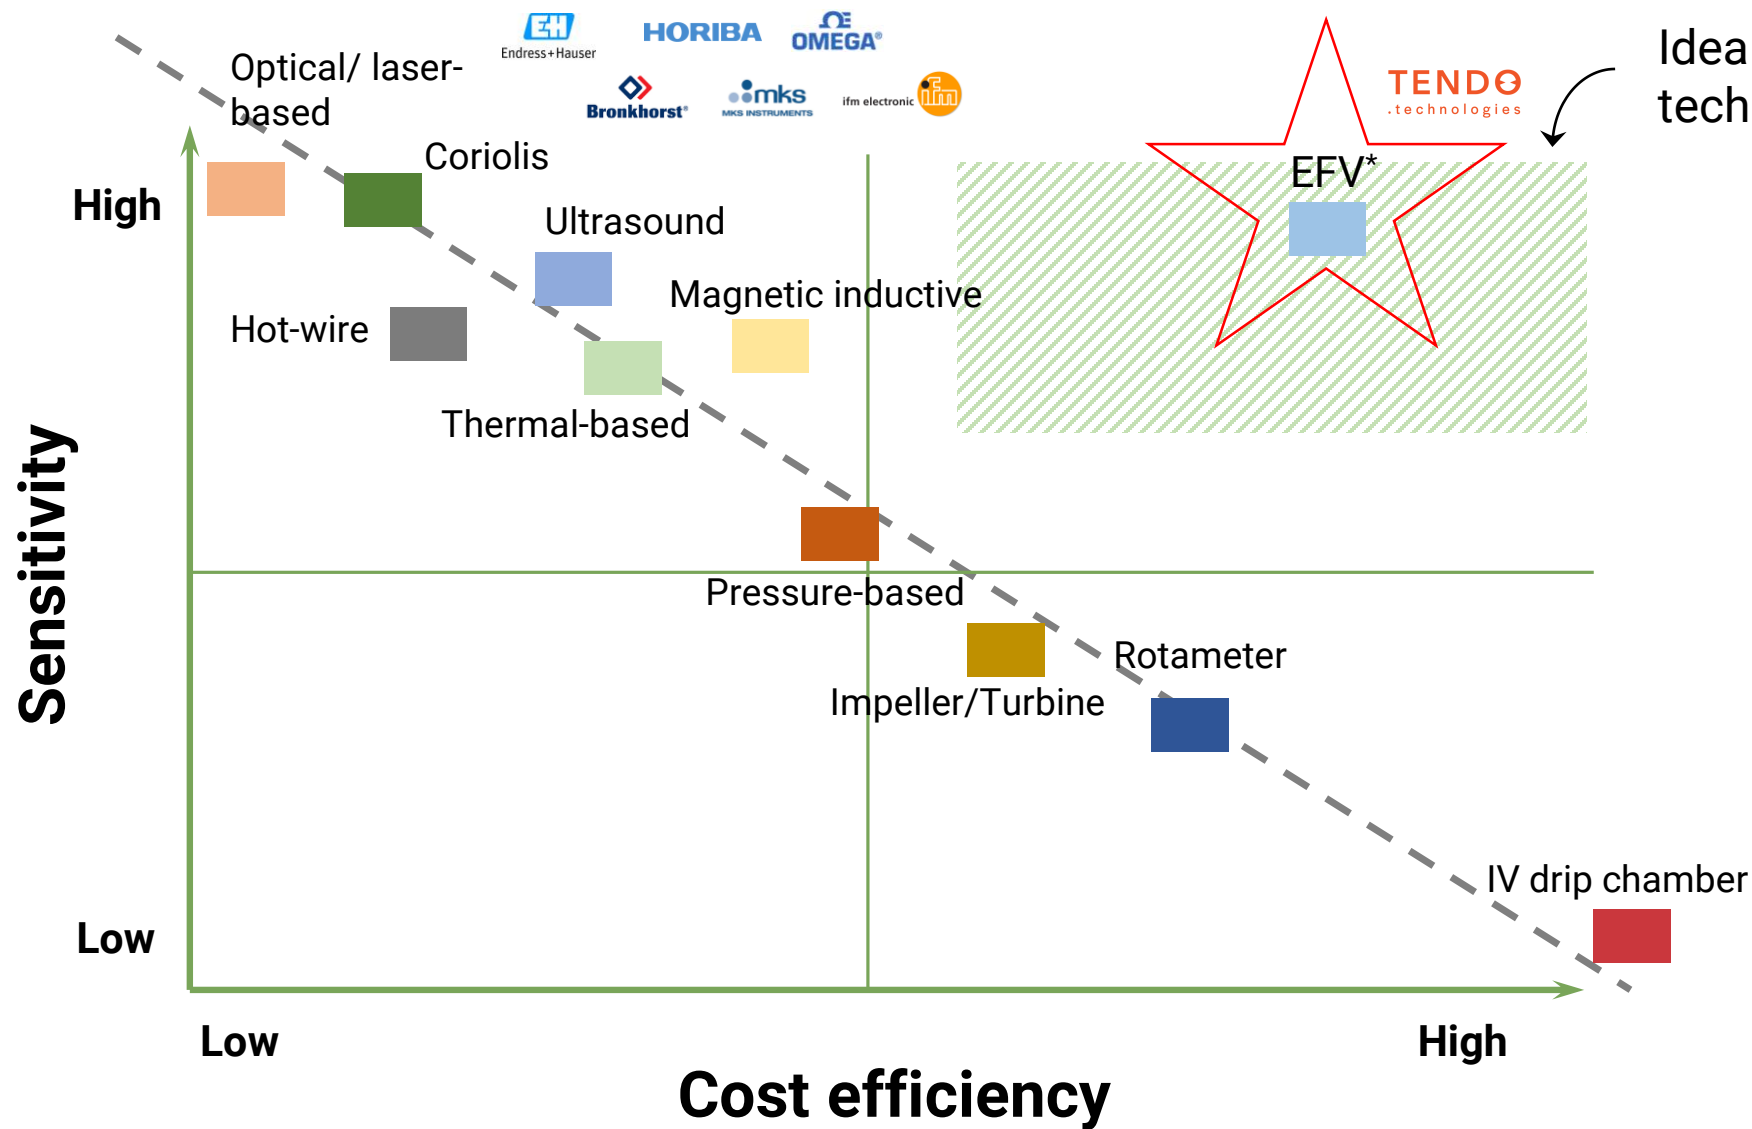 EH
Endress+Hauser
HORIBA
OMEGA®
Bronkhorst®
mks
MKS INSTRUMENTS
ifm electronic
ifm
TENDO
.technologies
Idea
tech
Optical/ laser-
based
Coriolis
EFV*
High
Ultrasound
Magnetic inductive
Hot-wire
Thermal-based
Sensitivity
Pressure-based
Rotameter
Impeller/Turbine
IV drip chamber
Low
Low
High
Cost efficiency